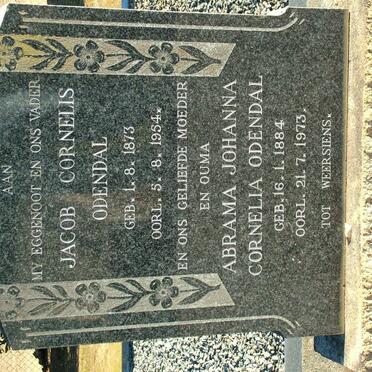 AAN
MY EGGENOOT EN ONS VADER
JACOB CORNELIS
ODENDAL
GEB. 1. 8. 1873
OORL. 5. 8. 1954.
EN ONS GELIEFDE MOEDER
EN OUMA
ABRAMA JOHANNA
CORNELIA ODENDAL
GEB. 16. 1. 1884
OORL. 21. 7. 1973.
TOT WEERSIENS.